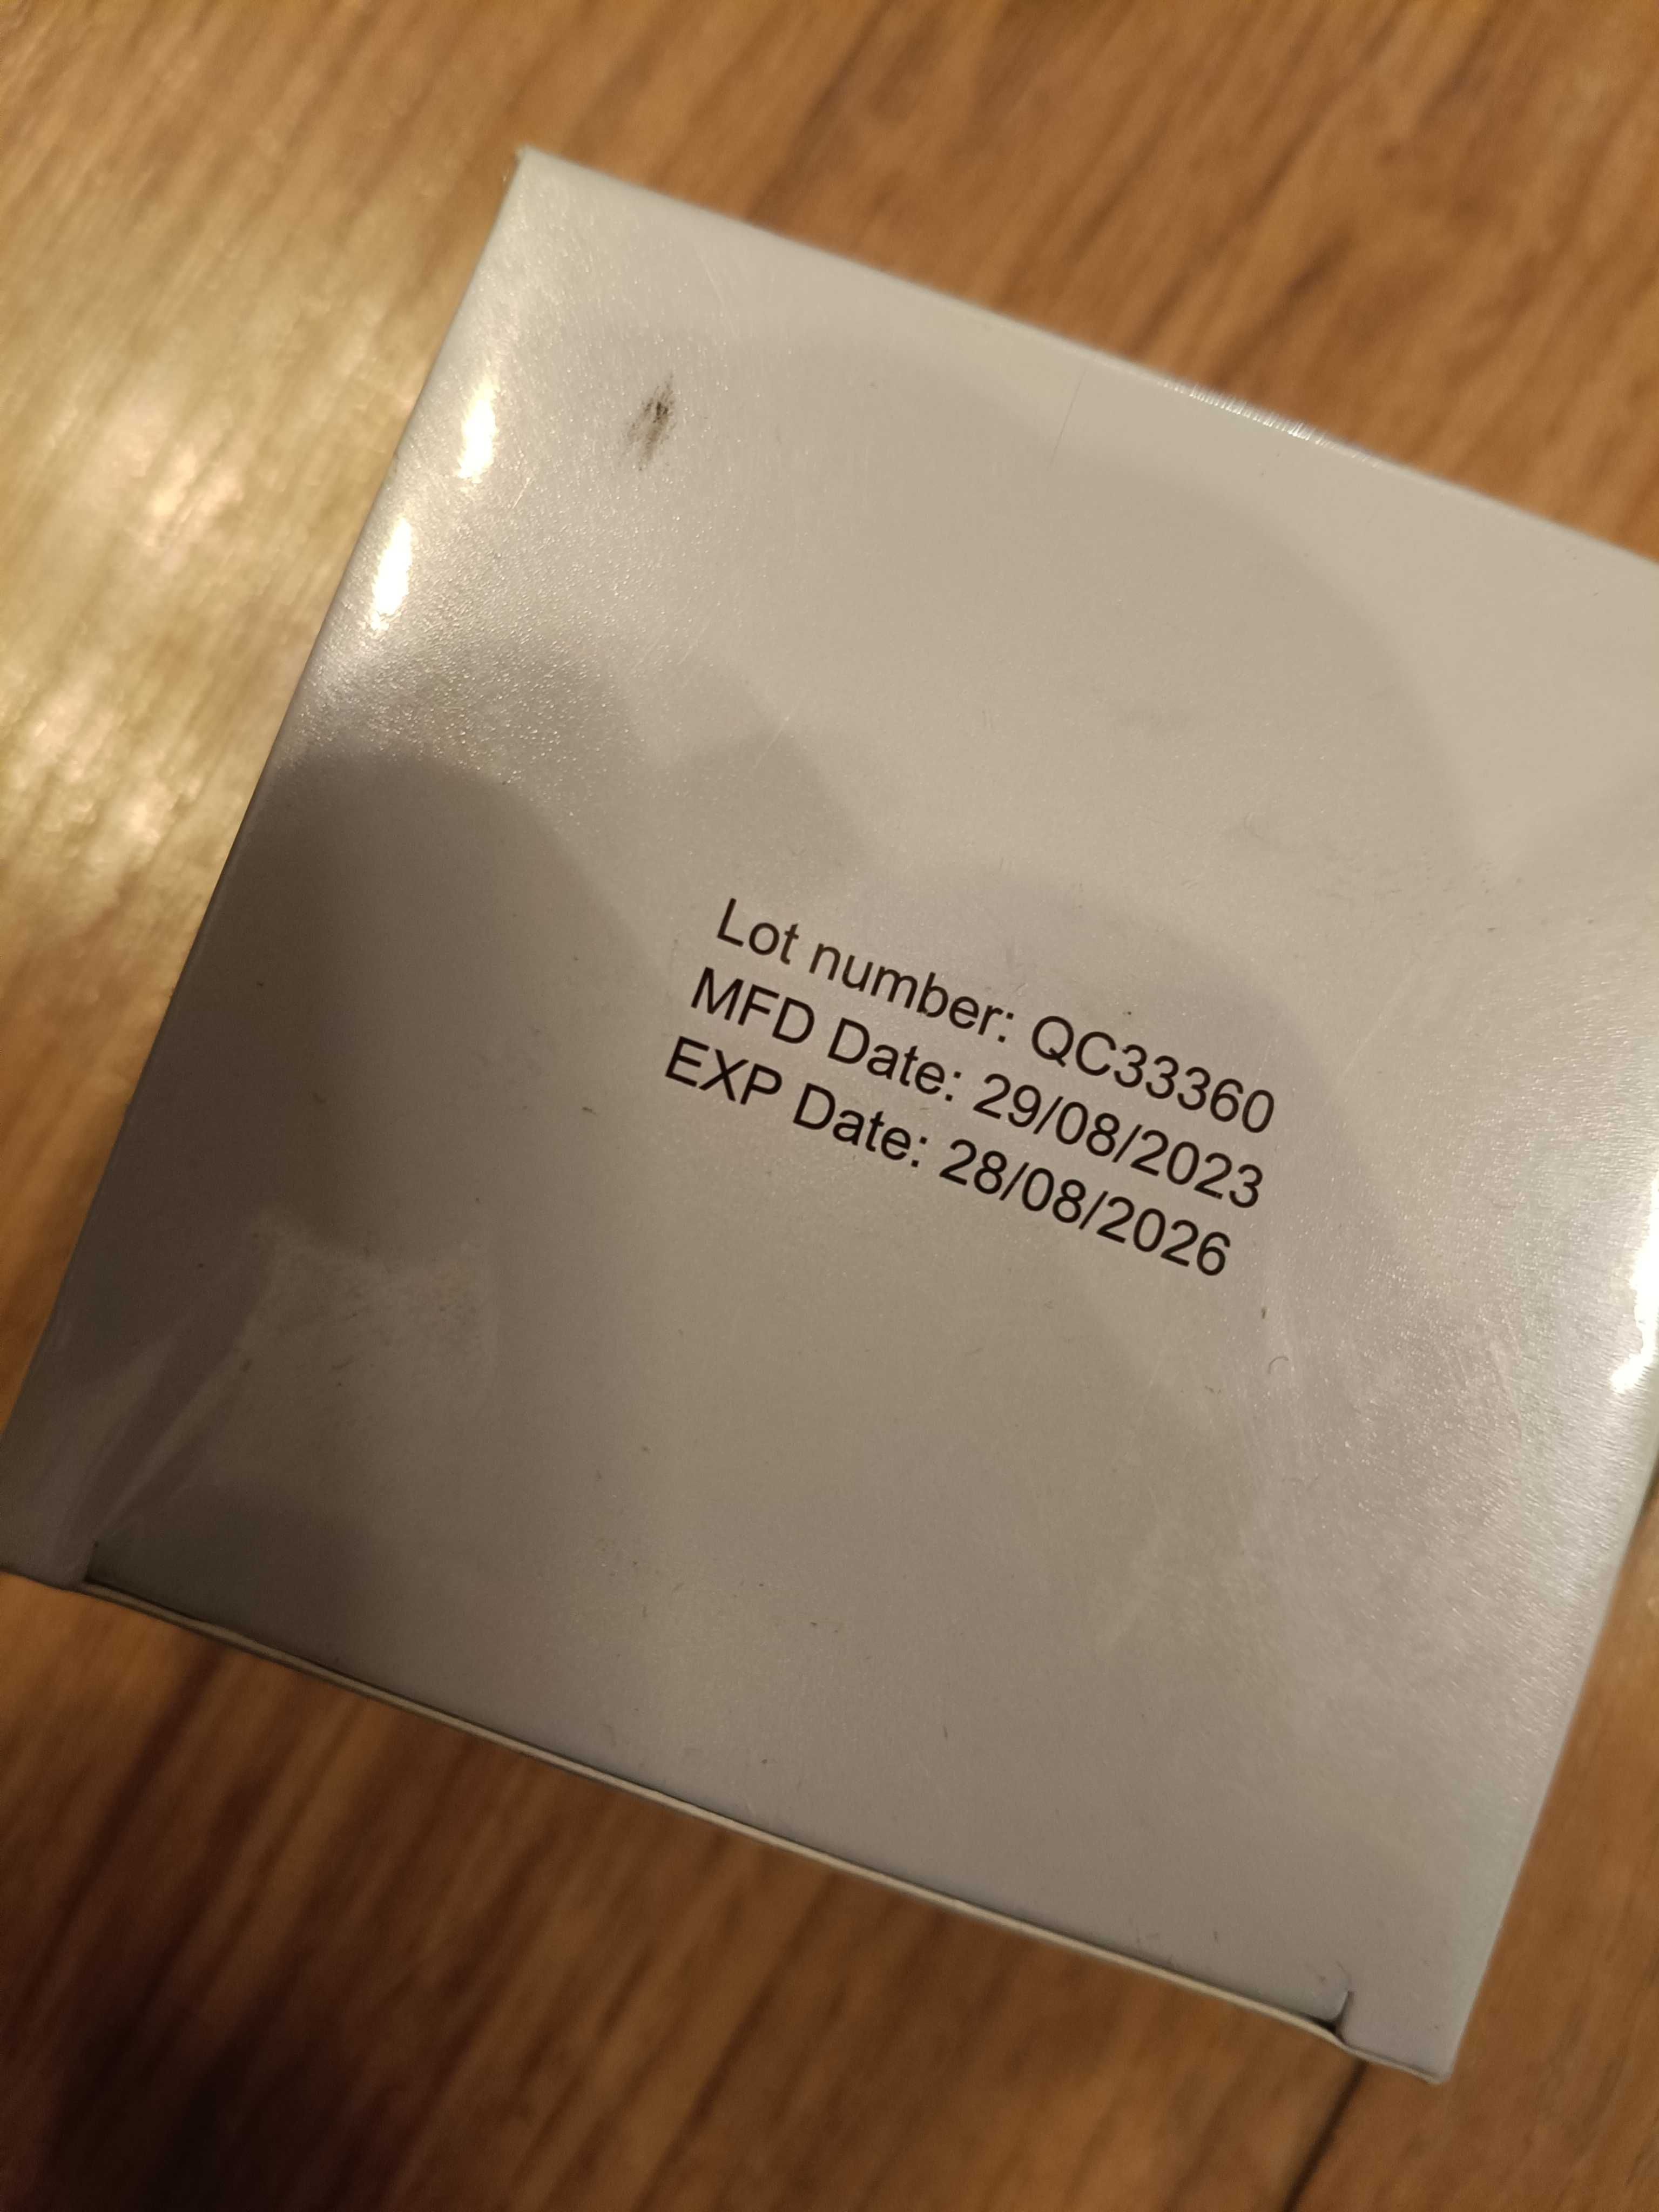 Lot number: QC33360
MFD Date: 29/08/2023
EXP Date: 28/08/2026